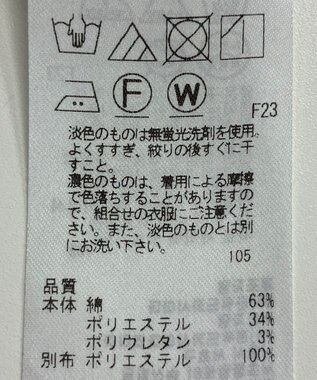 F W F23
淡色のものは無蛍光洗剤を使用。
よくすすぎ、絞りの後すぐに干
すこと。
濃色のものは、着用による摩擦
で色落ちすることがありますの
で、組合せの衣服にご注意くださ
い。また、淡色のものとは別
にお洗い下さい。
105
品質
本体 綿 63%
ポリエステル 34%
ポリウレタン 3%
別布 ポリエステル 100%